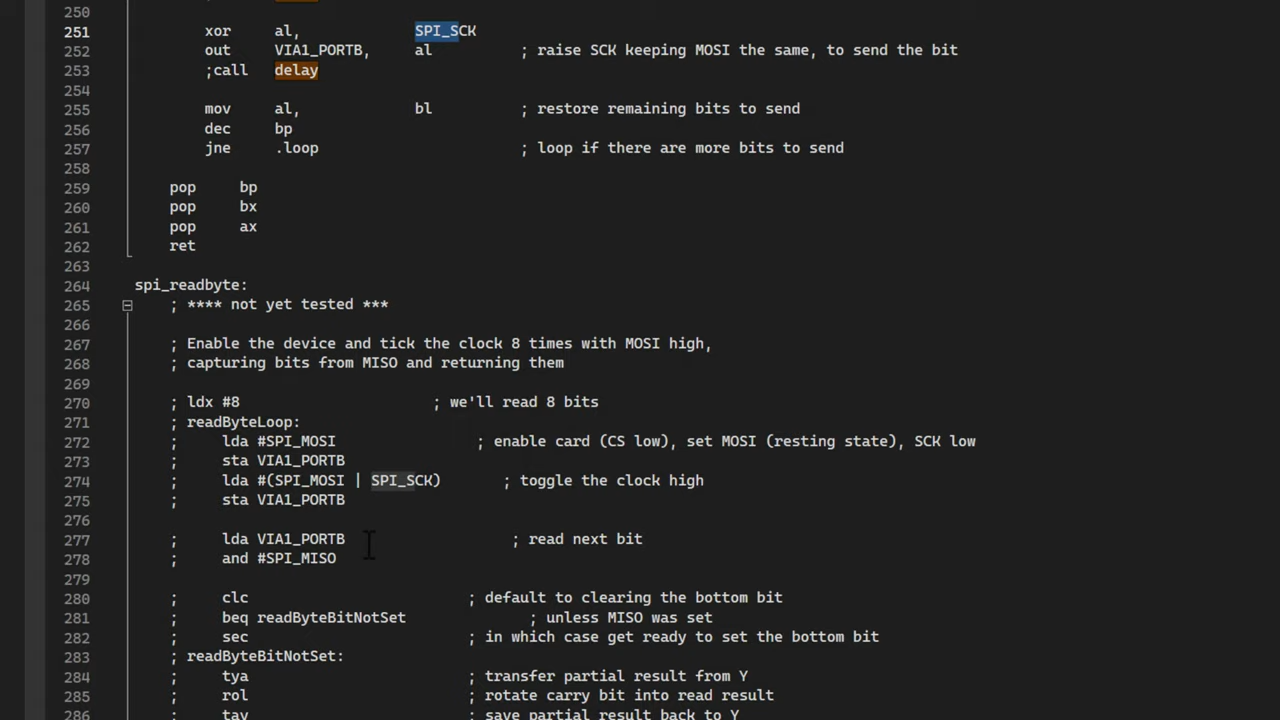 250
251 xor al, SPI_SCK
252 out VIA1_PORTB, al ; raise SCK keeping MOSI the same, to send the bit
253 ;call delay
254
255 mov al, bl ; restore remaining bits to send
256 dec bp
257 jne .loop ; loop if there are more bits to send
258
259 pop bp
260 pop bx
261 pop ax
262 ret
263
264 spi_readbyte:
265 ; **** not yet tested ***
266
267 ; Enable the device and tick the clock 8 times with MOSI high,
268 ; capturing bits from MISO and returning them
269
270 ; ldx #8 ; we'll read 8 bits
271 ; readByteLoop:
272 ; lda #SPI_MOSI ; enable card (CS low), set MOSI (resting state), SCK low
273 ; sta VIA1_PORTB
274 ; lda #(SPI_MOSI | SPI_SCK) ; toggle the clock high
275 ; sta VIA1_PORTB
276
277 ; lda VIA1_PORTB ; read next bit
278 ; and #SPI_MISO
279
280 ; clc ; default to clearing the bottom bit
281 ; beq readByteBitNotSet ; unless MISO was set
282 ; sec ; in which case get ready to set the bottom bit
283 ; readByteBitNotSet:
284 ; tya ; transfer partial result from Y
285 ; rol ; rotate carry bit into read result
286 ; tay ; save partial result back to Y